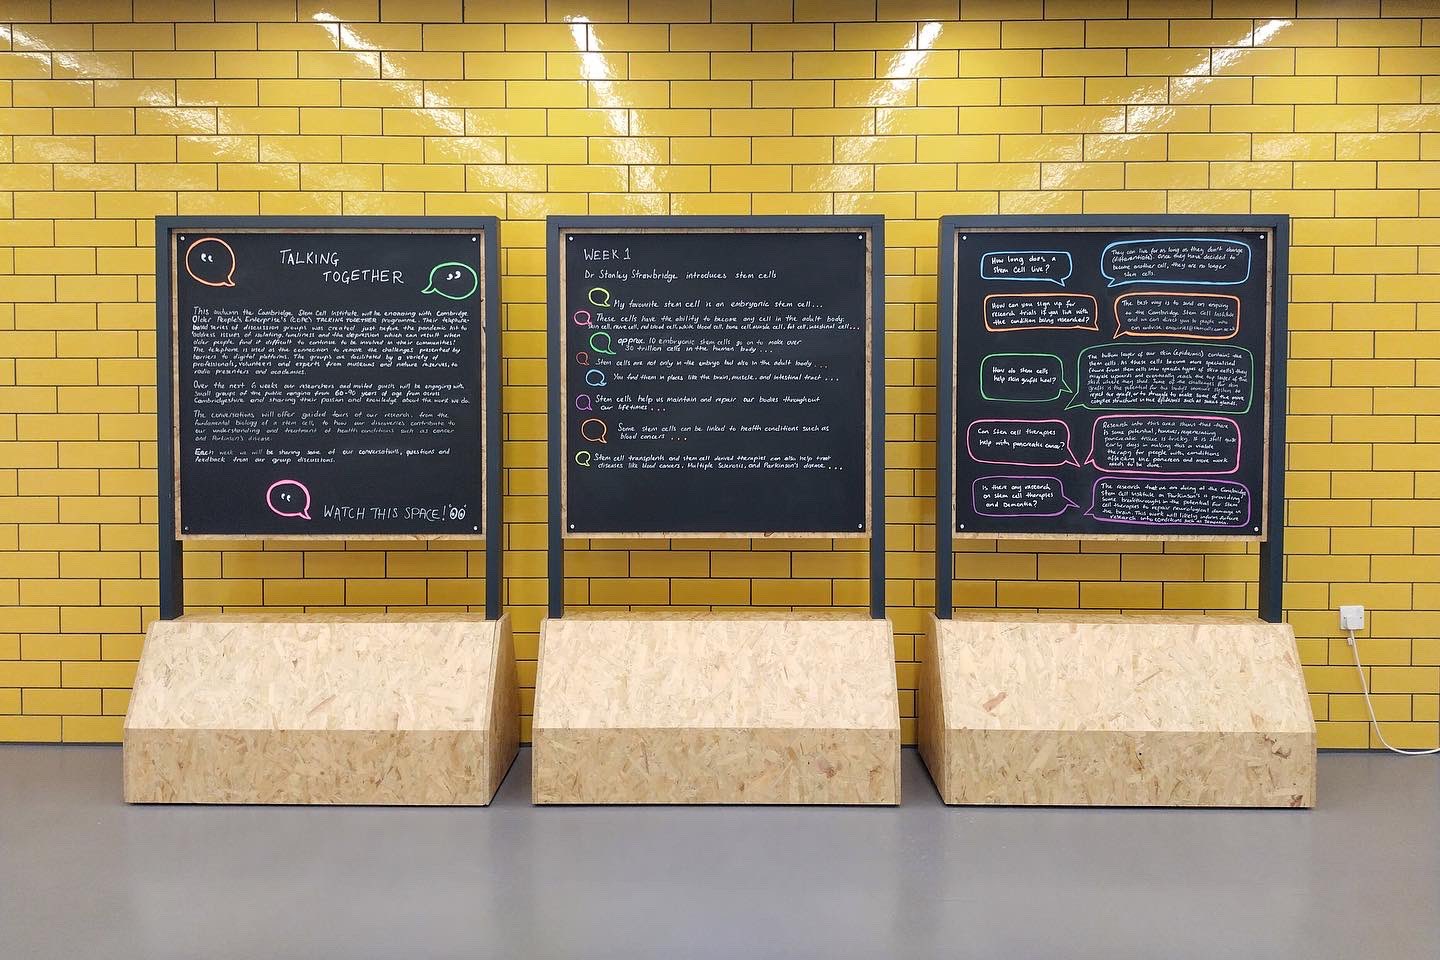 TALKING
TOGETHER
This autumn the Cambridge Stem Cell Institute will be engaging with Cambridge
Older People's Enterprise's (COPE) TALKING TOGETHER programme. Their telephone-
based series of discussion groups was created just before the pandemic hit to
address issues of isolation, loneliness and the depression which can result when
older people find it difficult to continue to be involved in their communities!
The telephone is used as the connection to remove the challenges presented by
barriers to digital platforms. The groups are facilitated by a variety of
professionals, volunteers and experts from museums and nature reserves, to
radio presenters and academics.
Over the next 6 weeks our researchers and invited guests will be engaging with
small groups of the public ranging from 60-90 years of age from across
Cambridgeshire and sharing their passion and knowledge about the work we do.
The conversations will offer guided tours of our research, from the
fundamental biology of a stem cell, to how our discoveries contribute to
our understanding and treatment of health conditions such as cancer
and Parkinson's disease.
Each week we will be sharing some of our conversations, questions and
feedback from our group discussions.
WATCH THIS SPACE!
WEEK 1
Dr Stanley Strawbridge introduces stem cells
My favourite stem cell is an embryonic stem cell...
These cells have the ability to become any cell in the adult body:
skin cell, nerve cell, red blood cell, white blood cell, bone cell, muscle cell, fat cell, intestinal cell...
approx. 10 embryonic stem cells go on to make over
30 trillion cells in the human body ...
Stem cells are not only in the embryo but also in the adult body...
You find them in places like the brain, muscle, and intestinal tract ....
Stem cells help us maintain and repair our bodies throughout
our lifetimes ...
Some stem cells can be linked to health conditions such as
blood cancers ...
Stem cell transplants and stem cell derived therapies can also help treat
diseases like blood cancers, Multiple Sclerosis, and Parkinson's disease ...
How long does a
stem cell live?
They can live for as long as they don't change
(differentiate). Once they have decided to
become another cell, they are no longer
stem cells.
How can you sign up for
research trials if you live with
the condition being researched?
The best way is to send an enquiry
to the Cambridge Stem Cell Institute
and we can direct you to people who
can advise
How do stem cells
help skin grafts heal?
The bottom layer of our skin (epidermis) contains the
stem cells. As these cells become more specialised
(turned from stem cells into specific types of skin cells) they
migrate upwards and eventually reach the top layer of the
skin where they shed. Some of the challenges for skin
grafts is the potential for the body's immune system to
reject the graft, or to struggle to make some of the more
complex structures in the epidermis such as sweat glands.
Can stem cell therapies
help with pancreatic cancer?
Research into this area shows that there
is some potential, however, regenerating
pancreatic tissue is tricky. It is still quite
early days in making this a viable
therapy for people with conditions
affecting the pancreas and more work
needs to be done.
Is there any research
on stem cell therapies
and Dementia?
The research that we are doing at the Cambridge
Stem Cell Institute on Parkinson's is providing
some breakthroughs in the potential for stem
cell therapies to repair neurological damage in
the brain. This work will likely inform future
research into conditions such as Dementia.